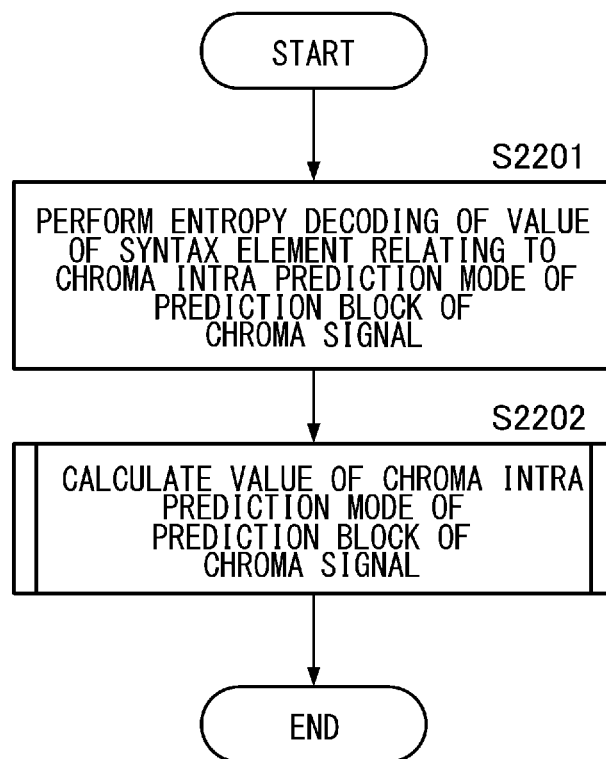 START
S2201
PERFORM ENTROPY DECODING OF VALUE
OF SYNTAX ELEMENT RELATING TO
CHROMA INTRA PREDICTION MODE OF
PREDICTION BLOCK OF
CHROMA SIGNAL
S2202
CALCULATE VALUE OF CHROMA INTRA
PREDICTION MODE OF
PREDICTION BLOCK OF
CHROMA SIGNAL
END